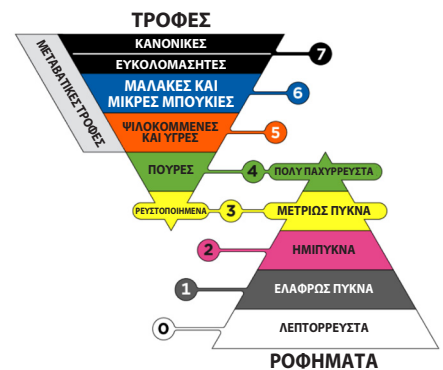 ΤΡΟΦΕΣ
ΜΕΤΑΒΑΤΙΚΕΣ ΤΡΟΦΕΣ
ΚΑΝΟΝΙΚΕΣ
ΕΥΚΟΛΟΜΑΣΗΤΕΣ
7
ΜΑΛΑΚΕΣ ΚΑΙ
ΜΙΚΡΕΣ ΜΠΟΥΚΙΕΣ
6
ΨΙΛΟΚΟΜΜΕΝΕΣ
ΚΑΙ ΥΓΡΕΣ
5
ΠΟΥΡΕΣ
4
ΠΟΛΥ ΠΑΧΥΡΡΕΥΣΤΑ
ΡΕΥΣΤΟΠΟΙΗΜΕΝΑ
3
ΜΕΤΡΙΩΣ ΠΥΚΝΑ
2
ΗΜΙΠΥΚΝΑ
1
ΕΛΑΦΡΩΣ ΠΥΚΝΑ
0
ΛΕΠΤΟΡΡΕΥΣΤΑ
ΡΟΦΗΜΑΤΑ